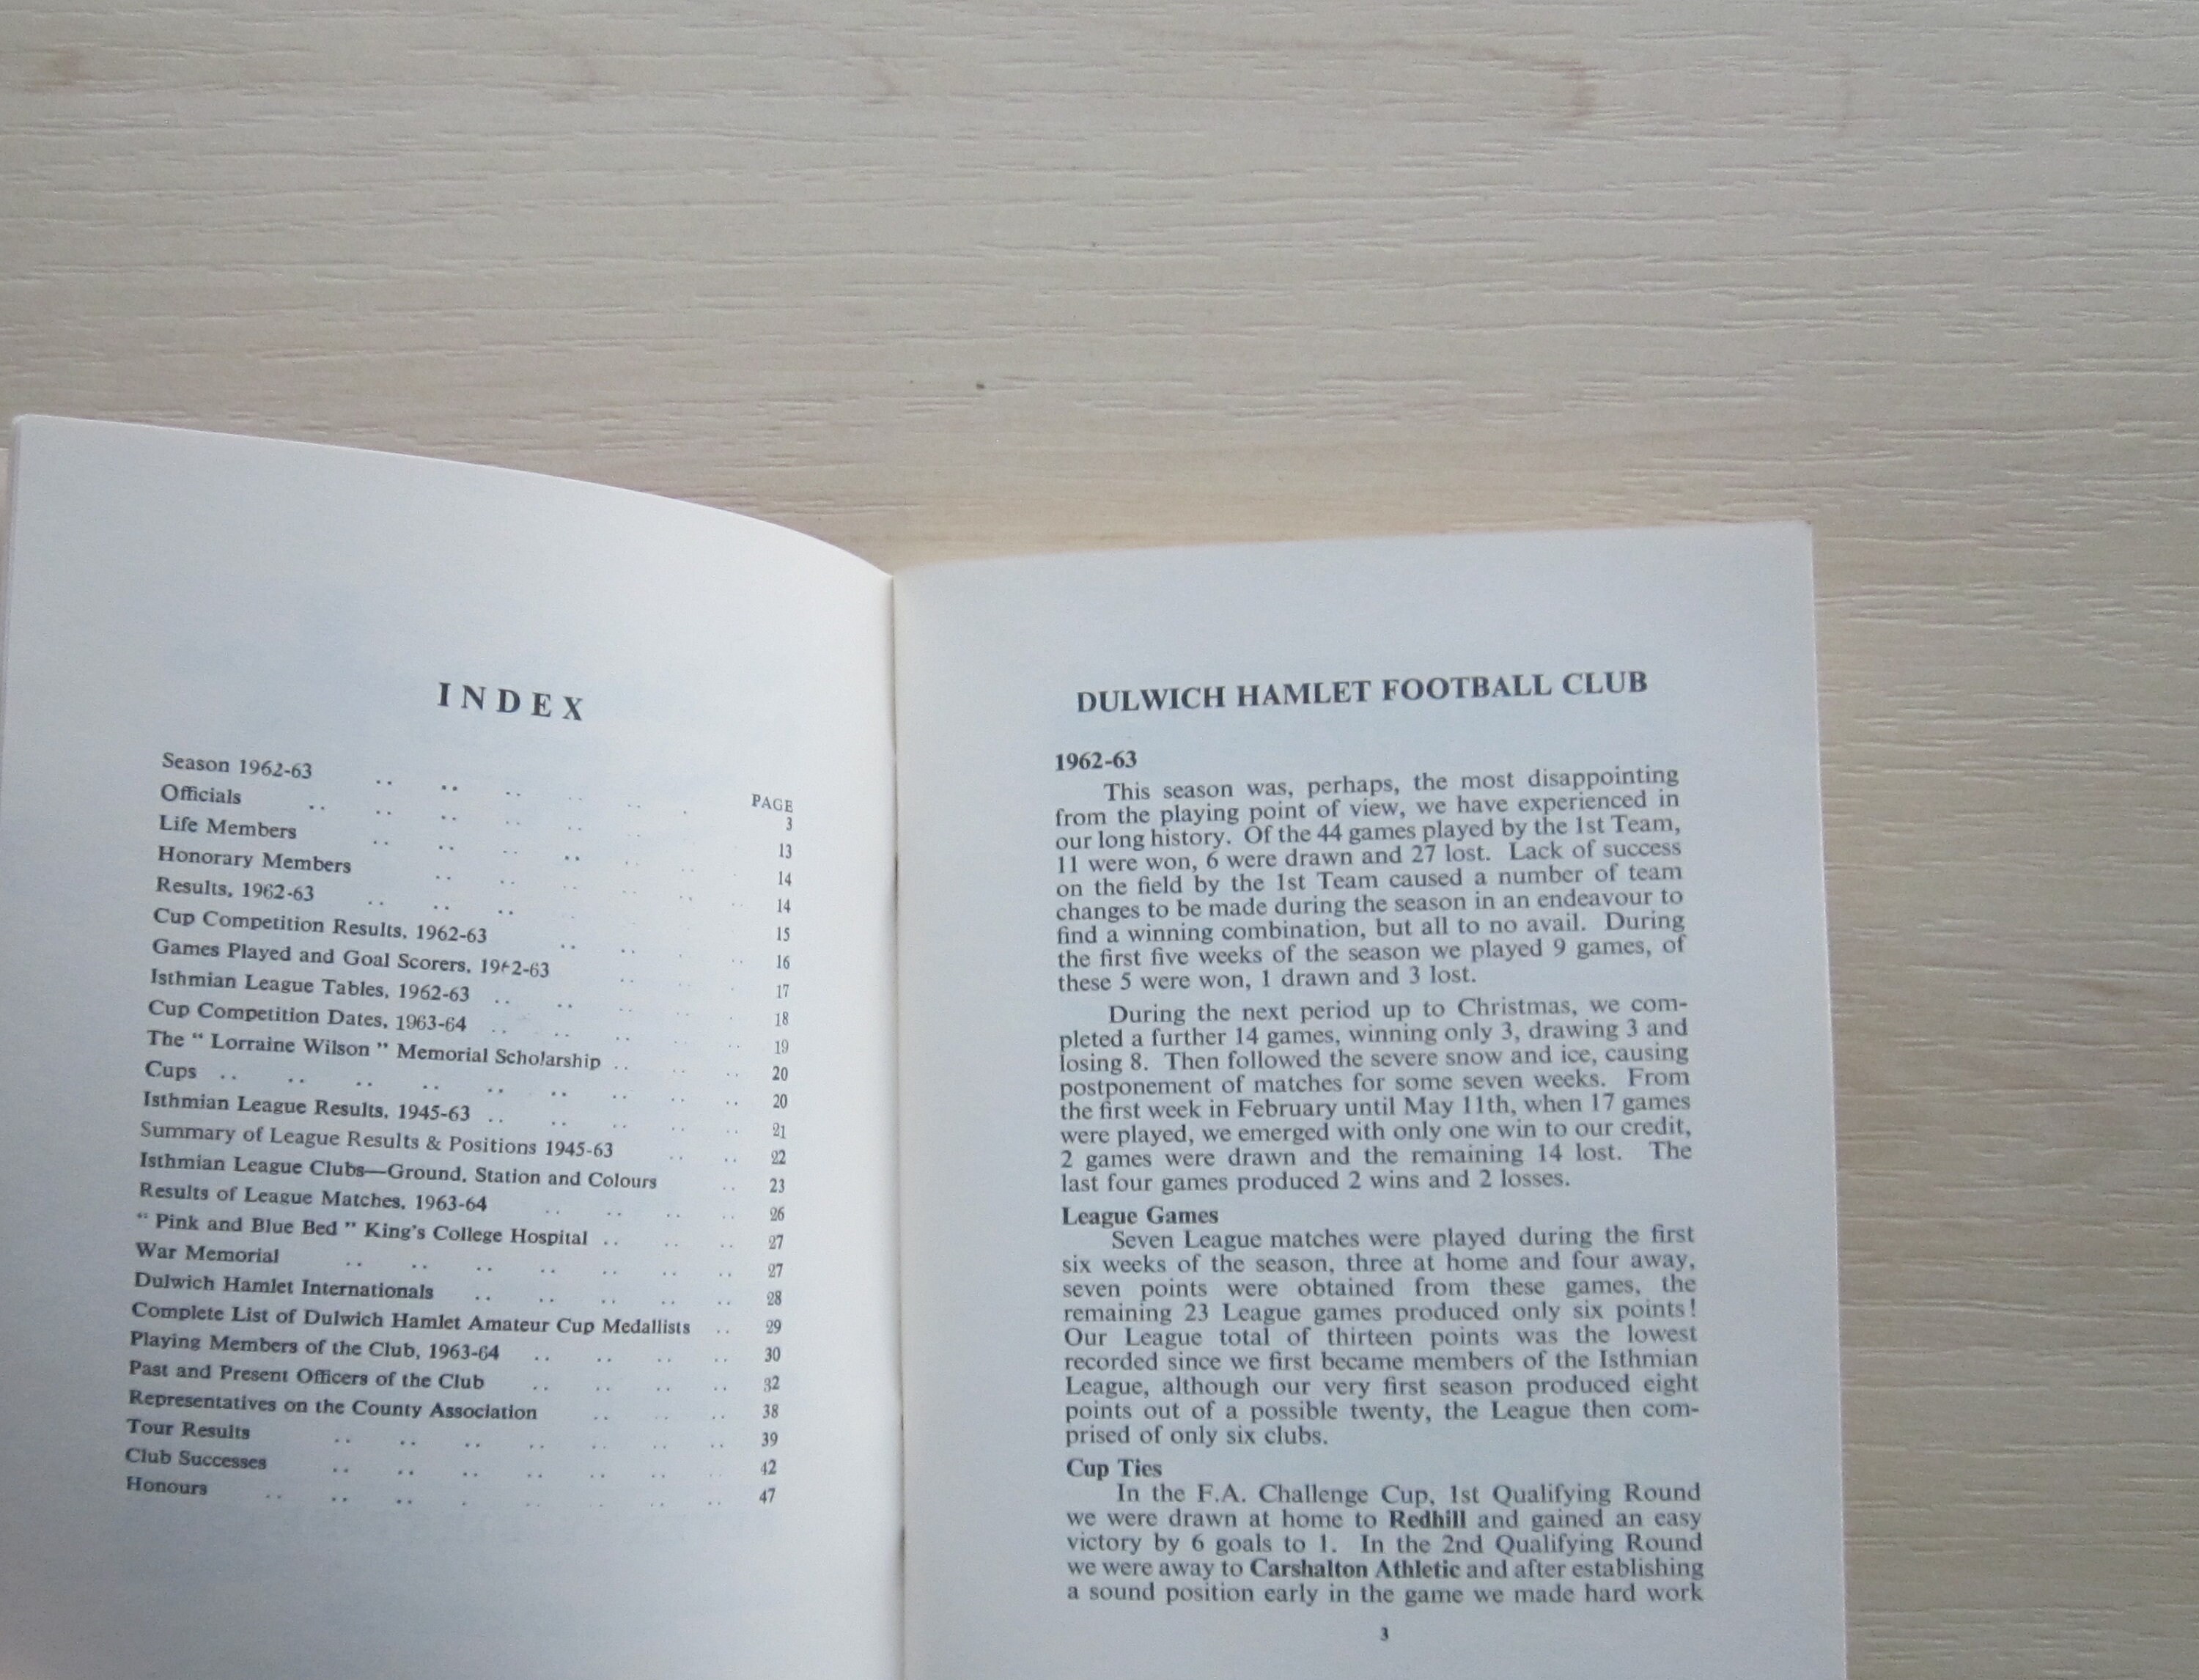 INDEX
PAGE
Season 1962-63 .. .. .. .. .. . 3
Officials .. .. .. .. .. .. 13
Life Members .. .. .. .. .. 14
Honorary Members .. .. .. .. 14
Results, 1962-63 .. .. .. .. .. 15
Cup Competition Results, 1962-63 .. .. .. 16
Games Played and Goal Scorers, 1962-63 .. .. 17
Isthmian League Tables, 1962-63 .. .. .. .. 18
Cup Competition Dates, 1963-64 .. .. .. .. 19
The “ Lorraine Wilson ” Memorial Scholarship .. .. .. 20
Cups .. .. .. .. .. .. .. .. 20
Isthmian League Results, 1945-63 .. .. .. .. .. 21
Summary of League Results & Positions 1945-63 .. .. 22
Isthmian League Clubs—Ground, Station and Colours .. 23
Results of League Matches, 1963-64 .. .. .. .. 26
“ Pink and Blue Bed ” King's College Hospital .. .. .. 27
War Memorial .. .. .. .. .. .. .. 27
Dulwich Hamlet Internationals .. .. .. .. .. 28
Complete List of Dulwich Hamlet Amateur Cup Medallists .. 29
Playing Members of the Club, 1963-64 .. .. .. .. 30
Past and Present Officers of the Club .. .. .. .. 32
Representatives on the County Association .. .. .. 38
Tour Results .. .. .. .. .. .. .. 39
Club Successes .. .. .. .. .. .. .. 42
Honours .. .. .. . .. .. .. .. 47
DULWICH HAMLET FOOTBALL CLUB
1962-63
This season was, perhaps, the most disappointing
from the playing point of view, we have experienced in
our long history. Of the 44 games played by the 1st Team,
11 were won, 6 were drawn and 27 lost. Lack of success
on the field by the 1st Team caused a number of team
changes to be made during the season in an endeavour to
find a winning combination, but all to no avail. During
the first five weeks of the season we played 9 games, of
these 5 were won, 1 drawn and 3 lost.
During the next period up to Christmas, we com-
pleted a further 14 games, winning only 3, drawing 3 and
losing 8. Then followed the severe snow and ice, causing
postponement of matches for some seven weeks. From
the first week in February until May 11th, when 17 games
were played, we emerged with only one win to our credit,
2 games were drawn and the remaining 14 lost. The
last four games produced 2 wins and 2 losses.
League Games
Seven League matches were played during the first
six weeks of the season, three at home and four away,
seven points were obtained from these games, the
remaining 23 League games produced only six points!
Our League total of thirteen points was the lowest
recorded since we first became members of the Isthmian
League, although our very first season produced eight
points out of a possible twenty, the League then com-
prised of only six clubs.
Cup Ties
In the F.A. Challenge Cup, 1st Qualifying Round
we were drawn at home to Redhill and gained an easy
victory by 6 goals to 1. In the 2nd Qualifying Round
we were away to Carshalton Athletic and after establishing
a sound position early in the game we made hard work
3